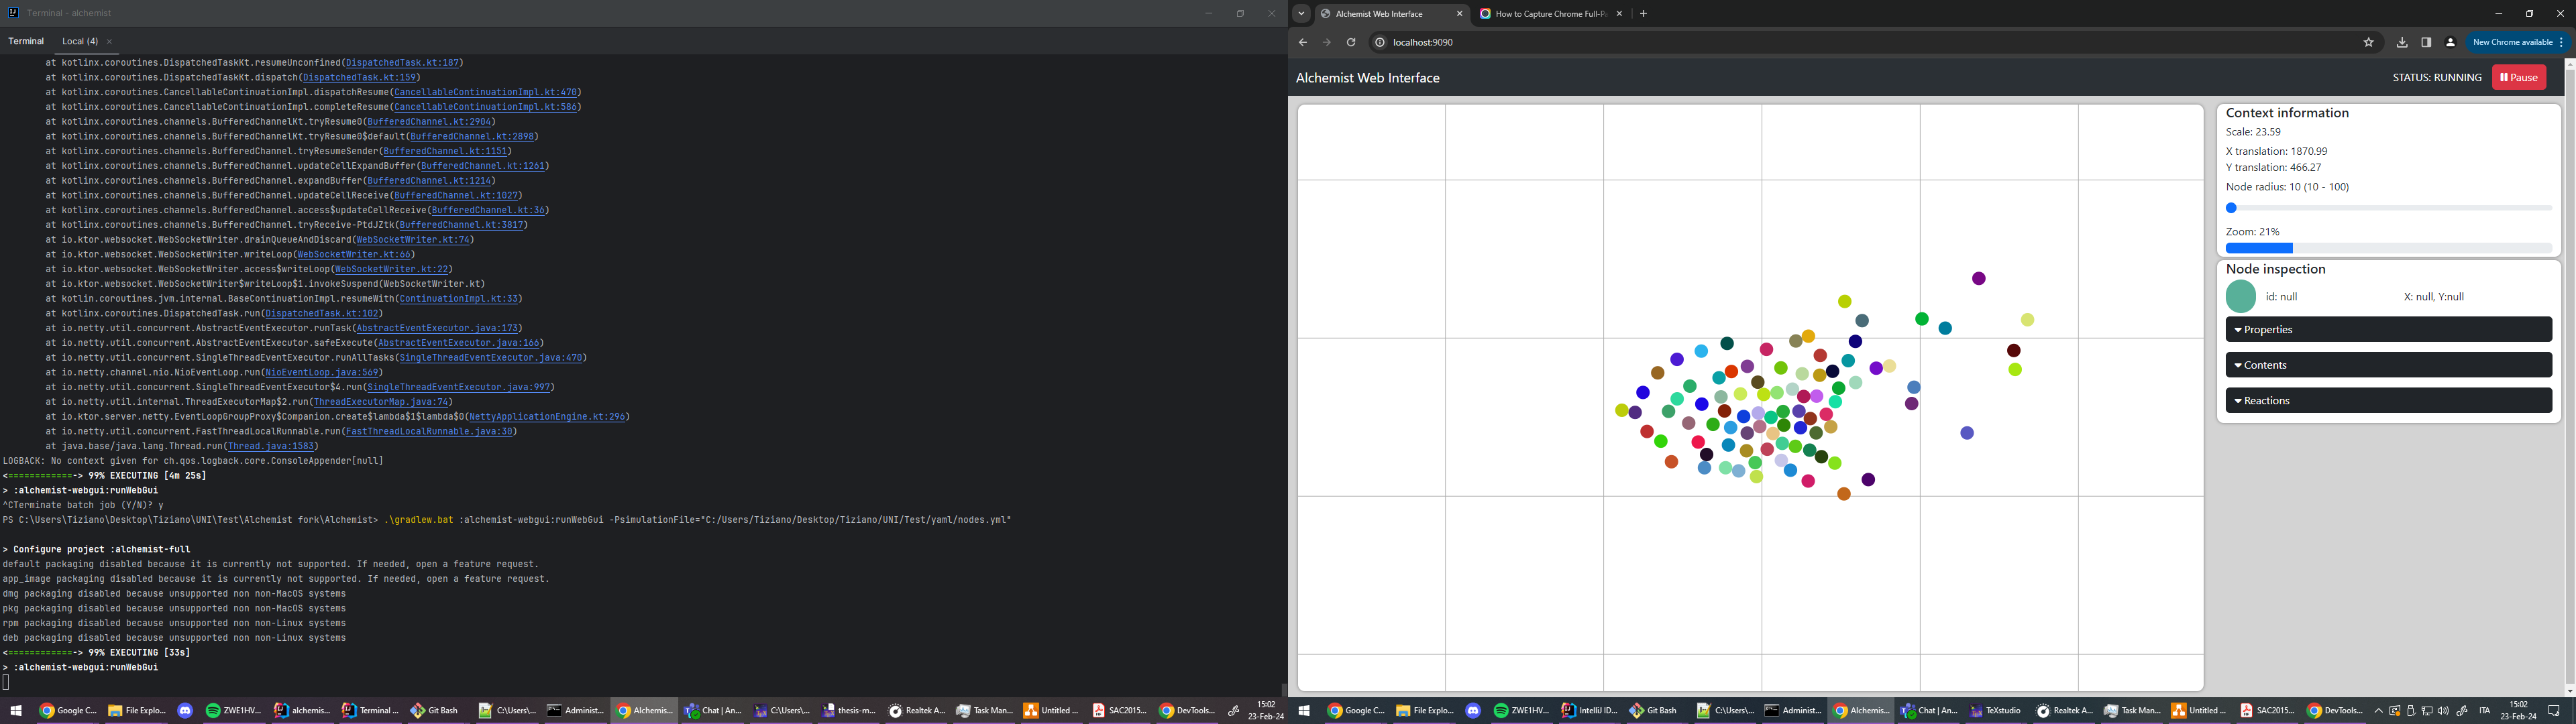 Terminal - alchemist
Terminal Local (4)
at kotlinx.coroutines.DispatchedTaskKt.resumeUnconfined(DispatchedTask.kt:187)
at kotlinx.coroutines.DispatchedTaskKt.dispatch(DispatchedTask.kt:159)
at kotlinx.coroutines.CancellableContinuationImpl.dispatchResume(CancellableContinuationImpl.kt:470)
at kotlinx.coroutines.CancellableContinuationImpl.completeResume(CancellableContinuationImpl.kt:586)
at kotlinx.coroutines.channels.BufferedChannelKt.tryResume0(BufferedChannel.kt:2904)
at kotlinx.coroutines.channels.BufferedChannelKt.tryResume0$default(BufferedChannel.kt:2898)
at kotlinx.coroutines.channels.BufferedChannel.tryResumeSender(BufferedChannel.kt:1151)
at kotlinx.coroutines.channels.BufferedChannel.updateCellExpandBuffer(BufferedChannel.kt:1261)
at kotlinx.coroutines.channels.BufferedChannel.expandBuffer(BufferedChannel.kt:1214)
at kotlinx.coroutines.channels.BufferedChannel.updateCellReceive(BufferedChannel.kt:1027)
at kotlinx.coroutines.channels.BufferedChannel.access$updateCellReceive(BufferedChannel.kt:36)
at kotlinx.coroutines.channels.BufferedChannel.tryReceive-PtdJZtk(BufferedChannel.kt:3817)
at io.ktor.websocket.WebSocketWriter.drainQueueAndDiscard(WebSocketWriter.kt:74)
at io.ktor.websocket.WebSocketWriter.writeLoop(WebSocketWriter.kt:66)
at io.ktor.websocket.WebSocketWriter.access$writeLoop(WebSocketWriter.kt:22)
at io.ktor.websocket.WebSocketWriter$writeLoop$1.invokeSuspend(WebSocketWriter.kt)
at kotlin.coroutines.jvm.internal.BaseContinuationImpl.resumeWith(ContinuationImpl.kt:33)
at kotlinx.coroutines.DispatchedTask.run(DispatchedTask.kt:102)
at io.netty.util.concurrent.AbstractEventExecutor.runTask(AbstractEventExecutor.java:173)
at io.netty.util.concurrent.AbstractEventExecutor.safeExecute(AbstractEventExecutor.java:166)
at io.netty.util.concurrent.SingleThreadEventExecutor.runAllTasks(SingleThreadEventExecutor.java:470)
at io.netty.channel.nio.NioEventLoop.run(NioEventLoop.java:569)
at io.netty.util.concurrent.SingleThreadEventExecutor$4.run(SingleThreadEventExecutor.java:997)
at io.netty.util.internal.ThreadExecutorMap$2.run(ThreadExecutorMap.java:74)
at io.ktor.server.netty.EventLoopGroupProxy$Companion.create$lambda$1$lambda$0(NettyApplicationEngine.kt:296)
at io.netty.util.concurrent.FastThreadLocalRunnable.run(FastThreadLocalRunnable.java:30)
at java.base/java.lang.Thread.run(Thread.java:1583)
LOGBACK: No context given for ch.qos.logback.core.ConsoleAppender[null]
<============-> 99% EXECUTING [4m 25s]
> :alchemist-webgui:runWebGui
^CTerminate batch job (Y/N)? y
PS C:\Users\Tiziano\Desktop\Tiziano\UNI\Test\Alchemist fork\Alchemist> .\gradlew.bat :alchemist-webgui:runWebGui -PsimulationFile="C:/Users/Tiziano/Desktop/Tiziano/UNI/Test/yaml/nodes.yml"
> Configure project :alchemist-full
default packaging disabled because it is currently not supported. If needed, open a feature request.
app_image packaging disabled because it is currently not supported. If needed, open a feature request.
dmg packaging disabled because unsupported non non-MacOS systems
pkg packaging disabled because unsupported non non-MacOS systems
rpm packaging disabled because unsupported non non-Linux systems
deb packaging disabled because unsupported non non-Linux systems
<============-> 99% EXECUTING [33s]
> :alchemist-webgui:runWebGui
Google C... File Explo... ZWE1HV... alchemis... Terminal ... Git Bash C:\Users\... Administ... Alchemis... Chat | An... C:\Users\... thesis-m... Realtek A... Task Man... Untitled ... SAC2015... DevTools... 15:02
23-Feb-24
Alchemist Web Interface How to Capture Chrome Full-P
localhost:9090 New Chrome available
Alchemist Web Interface STATUS: RUNNING Pause
Context information
Scale: 23.59
X translation: 1870.99
Y translation: 466.27
Node radius: 10 (10 - 100)
Zoom: 21%
Node inspection
id: null X: null, Y:null
Properties
Contents
Reactions
Google C... File Explo... ZWE1HV... IntelliJ ID... Git Bash C:\Users\... Administ... Alchemis... Chat | An... TeXstudio Realtek A... Task Man... Untitled ... SAC2015... DevTools... ITA 15:02
23-Feb-24